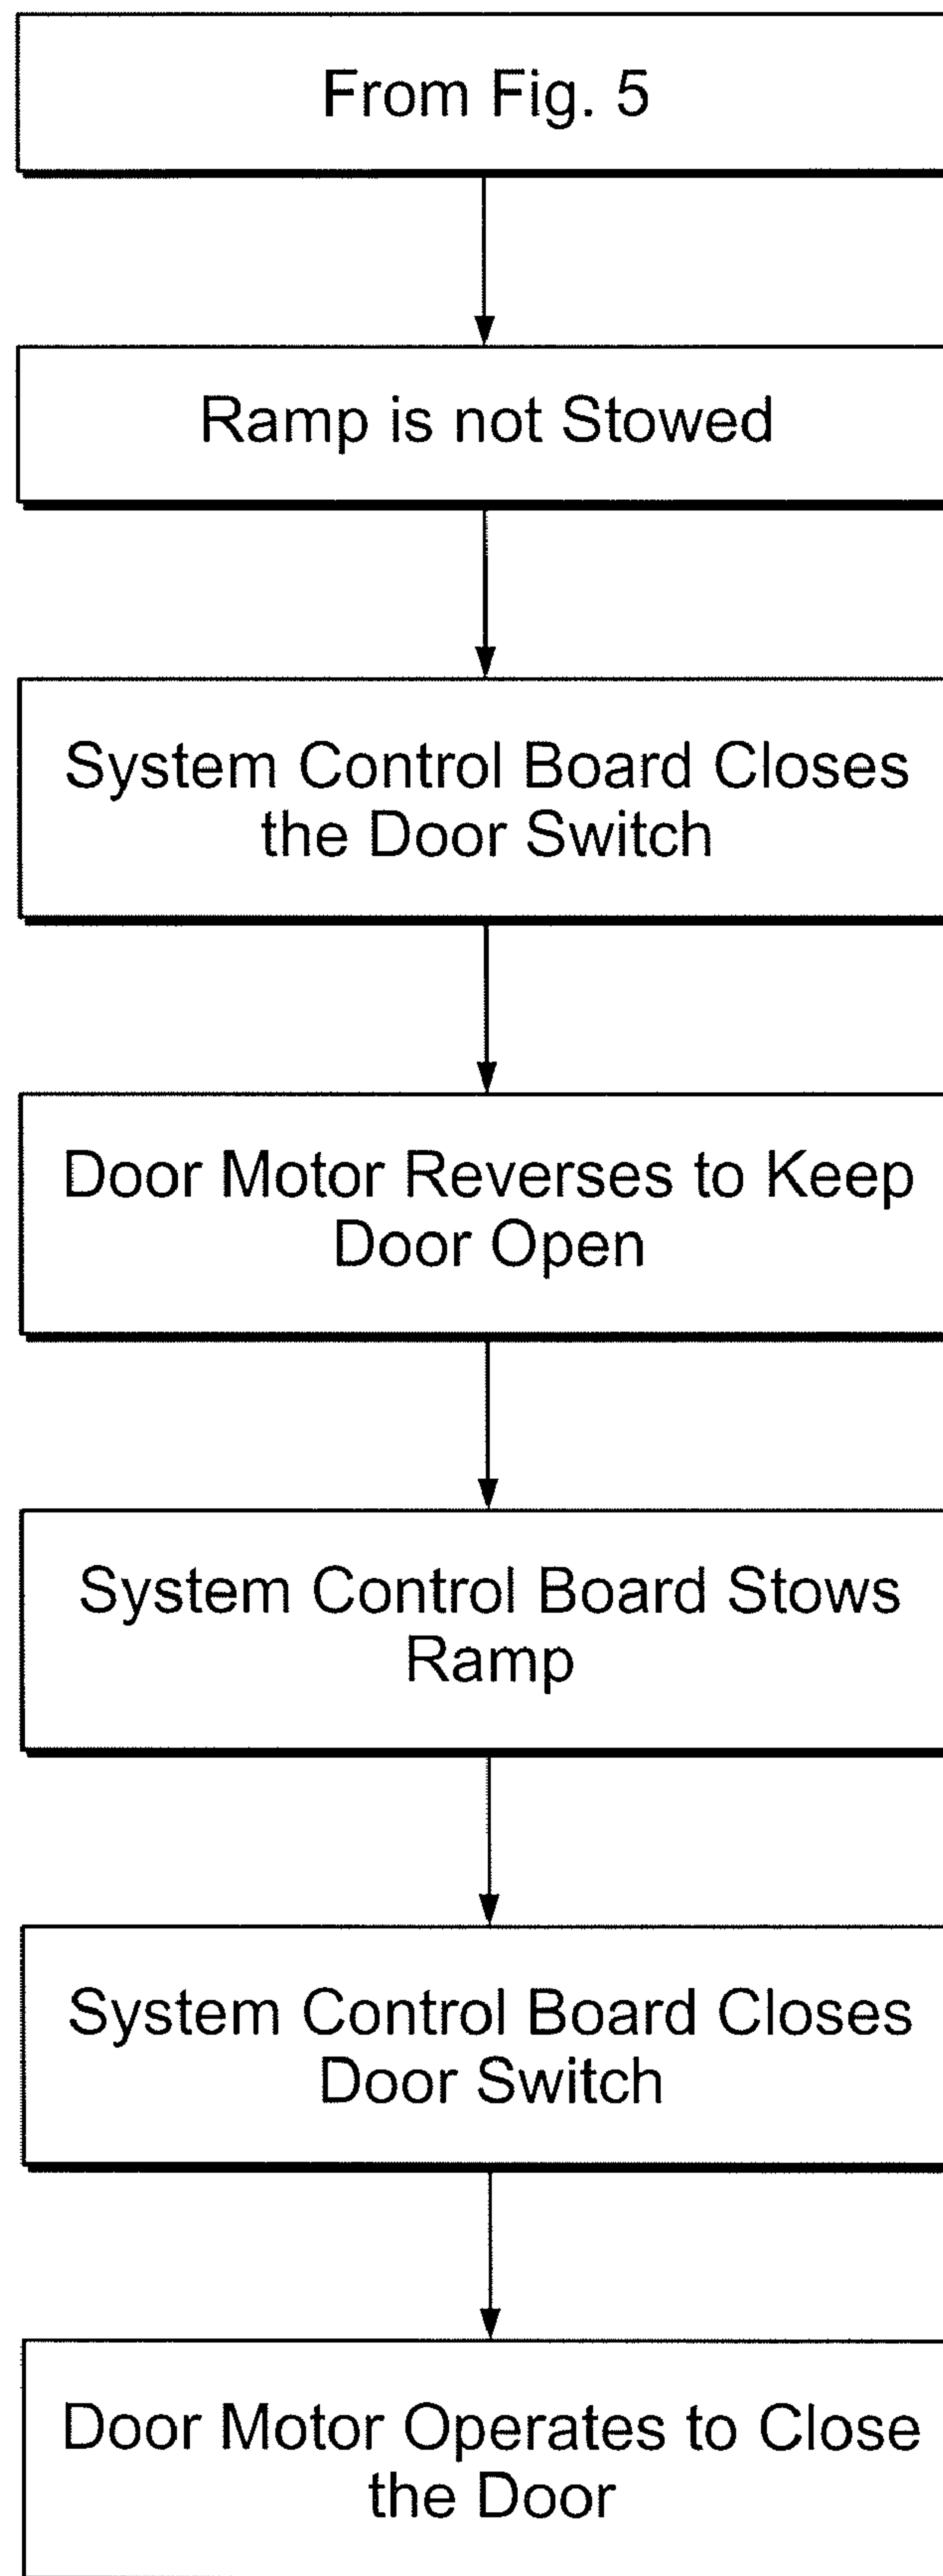 From Fig. 5
Ramp is not Stowed
System Control Board Closes
the Door Switch
Door Motor Reverses to Keep
Door Open
System Control Board Stows
Ramp
System Control Board Closes
Door Switch
Door Motor Operates to Close
the Door